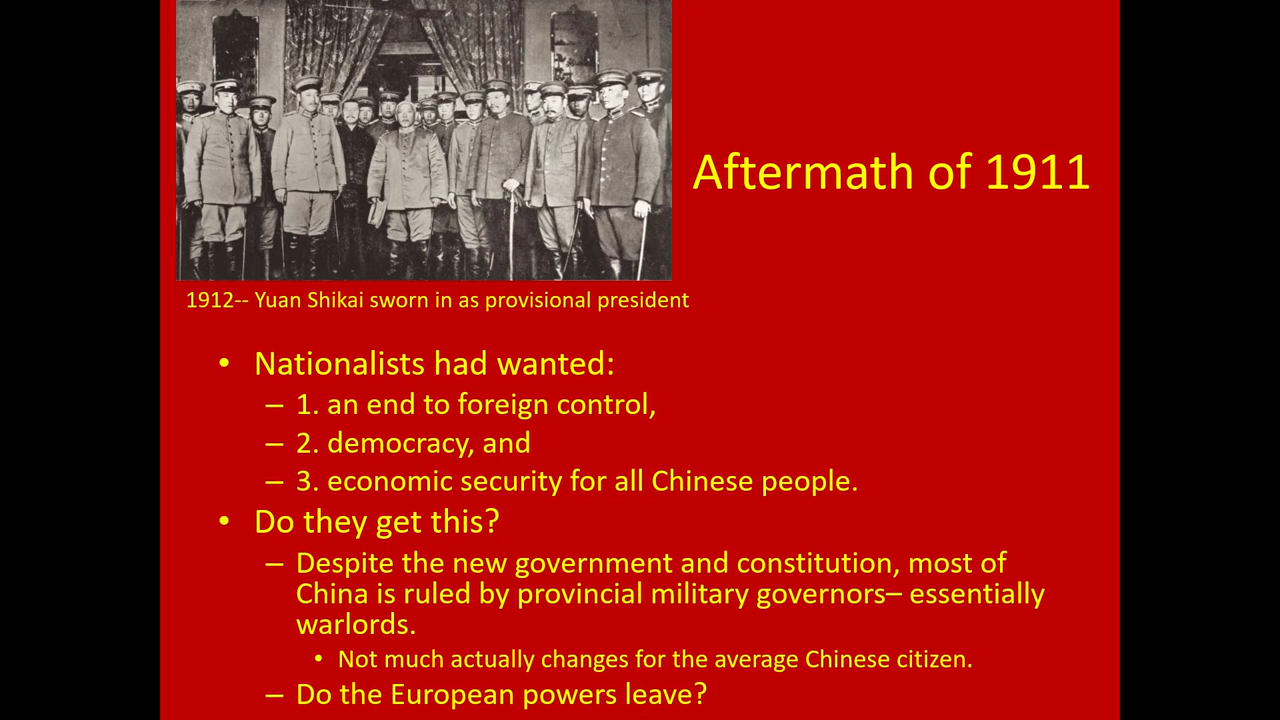 Aftermath of 1911
1912-- Yuan Shikai sworn in as provisional president
• Nationalists had wanted:
– 1. an end to foreign control,
– 2. democracy, and
– 3. economic security for all Chinese people.
• Do they get this?
– Despite the new government and constitution, most of
China is ruled by provincial military governors– essentially
warlords.
• Not much actually changes for the average Chinese citizen.
– Do the European powers leave?